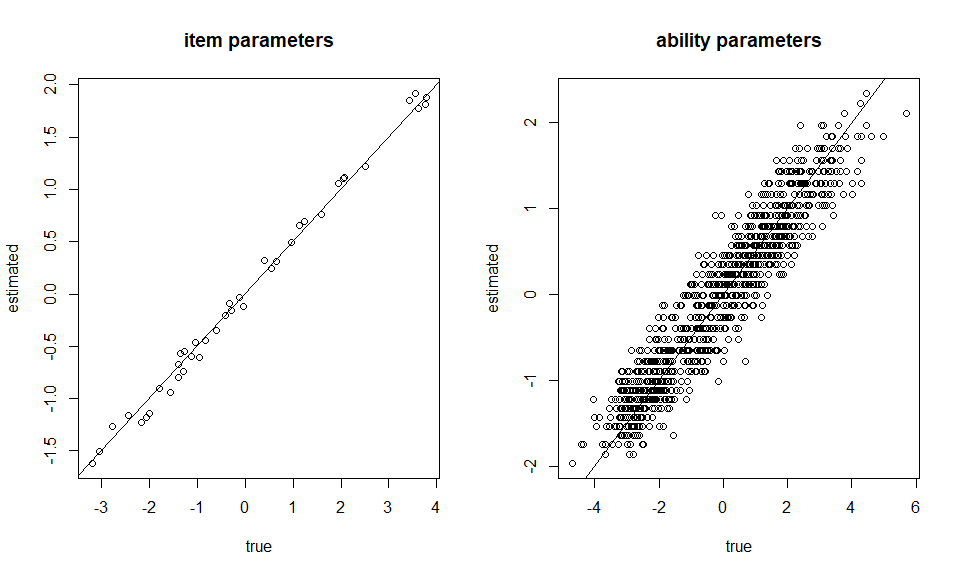 item parameters
estimated
2.0
1.5
1.0
0.5
0.0
-0.5
-1.0
-1.5
-3 -2 -1 0 1 2 3 4
true
ability parameters
estimated
2
1
0
-1
-2
-4 -2 0 2 4 6
true